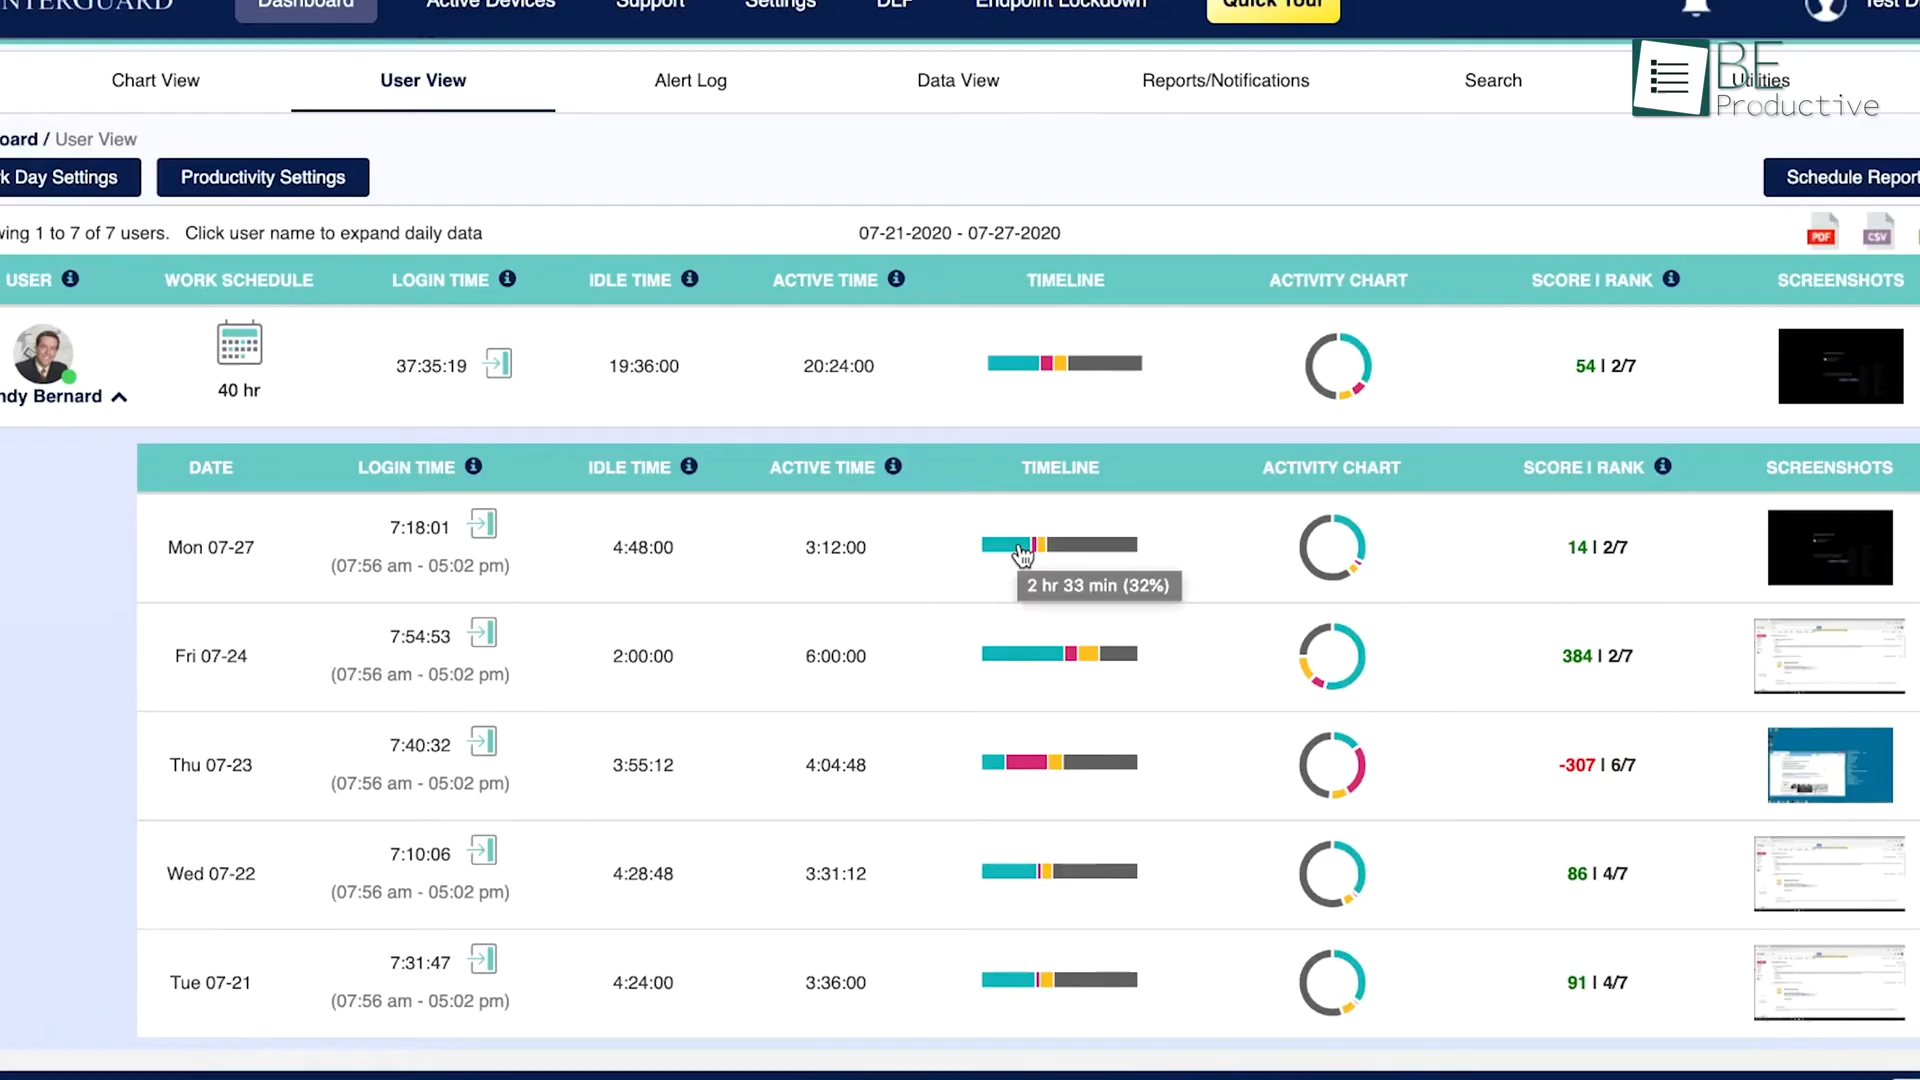 Dashboard Active Devices Support Settings DLP Endpoint Lockdown Quick Tour
BE
Productive
Chart View User View Alert Log Data View Reports/Notifications Search Utilities
oard / User View
k Day Settings Productivity Settings Schedule Report
wing 1 to 7 of 7 users. Click user name to expand daily data 07-21-2020 - 07-27-2020 PDF CSV
USER WORK SCHEDULE LOGIN TIME IDLE TIME ACTIVE TIME TIMELINE ACTIVITY CHART SCORE | RANK SCREENSHOTS
37:35:19 19:36:00 20:24:00 54 | 2/7
ndy Bernard 40 hr
DATE LOGIN TIME IDLE TIME ACTIVE TIME TIMELINE ACTIVITY CHART SCORE | RANK SCREENSHOTS
Mon 07-27 7:18:01 4:48:00 3:12:00 14 | 2/7
(07:56 am - 05:02 pm)
2 hr 33 min (32%)
Fri 07-24 7:54:53 2:00:00 6:00:00 384 | 2/7
(07:56 am - 05:02 pm)
Thu 07-23 7:40:32 3:55:12 4:04:48 -307 | 6/7
(07:56 am - 05:02 pm)
Wed 07-22 7:10:06 4:28:48 3:31:12 86 | 4/7
(07:56 am - 05:02 pm)
Tue 07-21 7:31:47 4:24:00 3:36:00 91 | 4/7
(07:56 am - 05:02 pm)